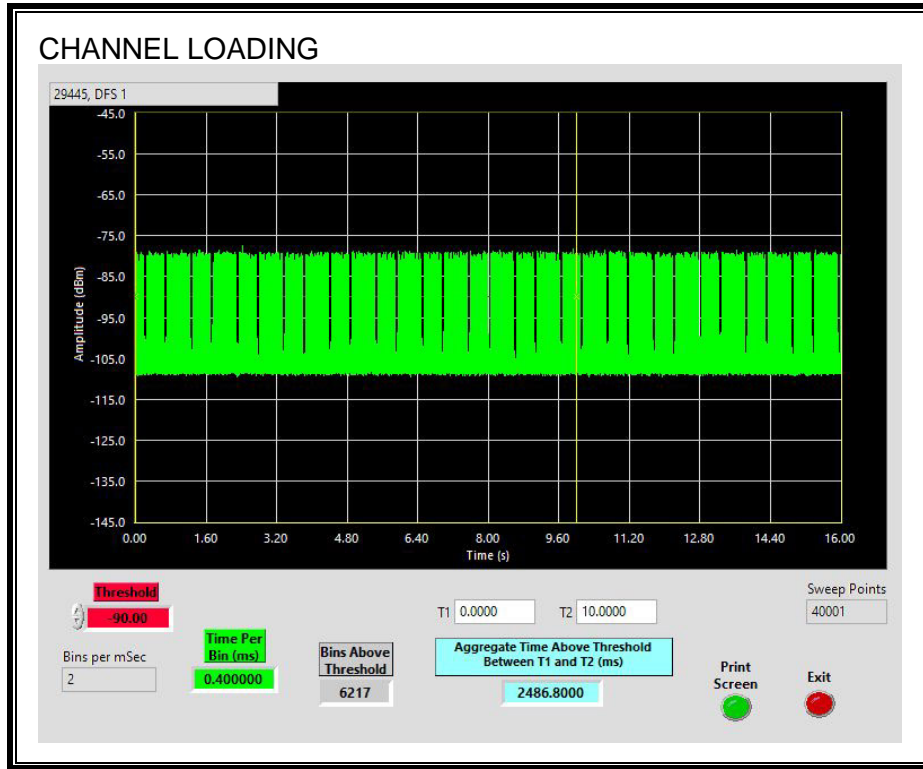 CHANNEL LOADING
29445, DFS 1
-45.0
-55.0
-65.0
-75.0
-85.0
-95.0
-105.0
-115.0
-125.0
-135.0
-145.0
Amplitude (dBm)
0.00 1.60 3.20 4.80 6.40 8.00 9.60 11.20 12.80 14.40 16.00
Time (s)
Threshold
-90.00
Bins per mSec
2
Time Per
Bin (ms)
0.400000
Bins Above
Threshold
6217
T1 0.0000 T2 10.0000
Aggregate Time Above Threshold
Between T1 and T2 (ms)
2486.8000
Sweep Points
40001
Print
Screen
Exit